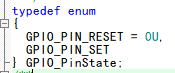 typedef enum
{
GPIO_PIN_RESET = 0U,
GPIO_PIN_SET
} GPIO_PinState;